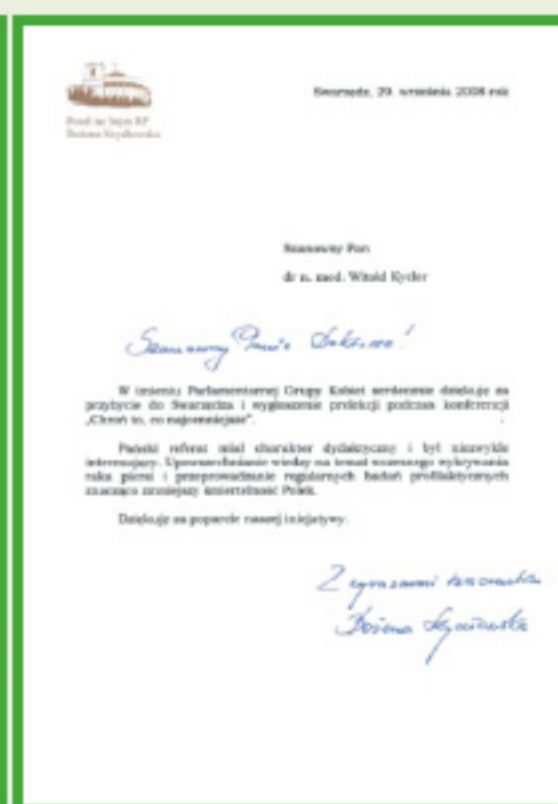 Poseł na Sejm RP
Bożena Szydłowska
Swarzędz, 29. września 2008 rok
Szanowny Pan
dr n. med. Witold Kycler
Szanowny Panie Doktorze!
W imieniu Parlamentarnej Grupy Kobiet serdecznie dziękuję za
przybycie do Swarzędza i wygłoszenie prelekcji podczas konferencji
„Chroń to, co najcenniejsze”.
Pański referat miał charakter dydaktyczny i był niezwykle
interesujący. Upowszechnianie wiedzy na temat wczesnego wykrywania
raka piersi i przeprowadzanie regularnych badań profilaktycznych
znacząco zmniejszy śmiertelność Polek.
Dziękuję za poparcie naszej inicjatywy.
Z wyrazami szacunku
Bożena Szydłowska